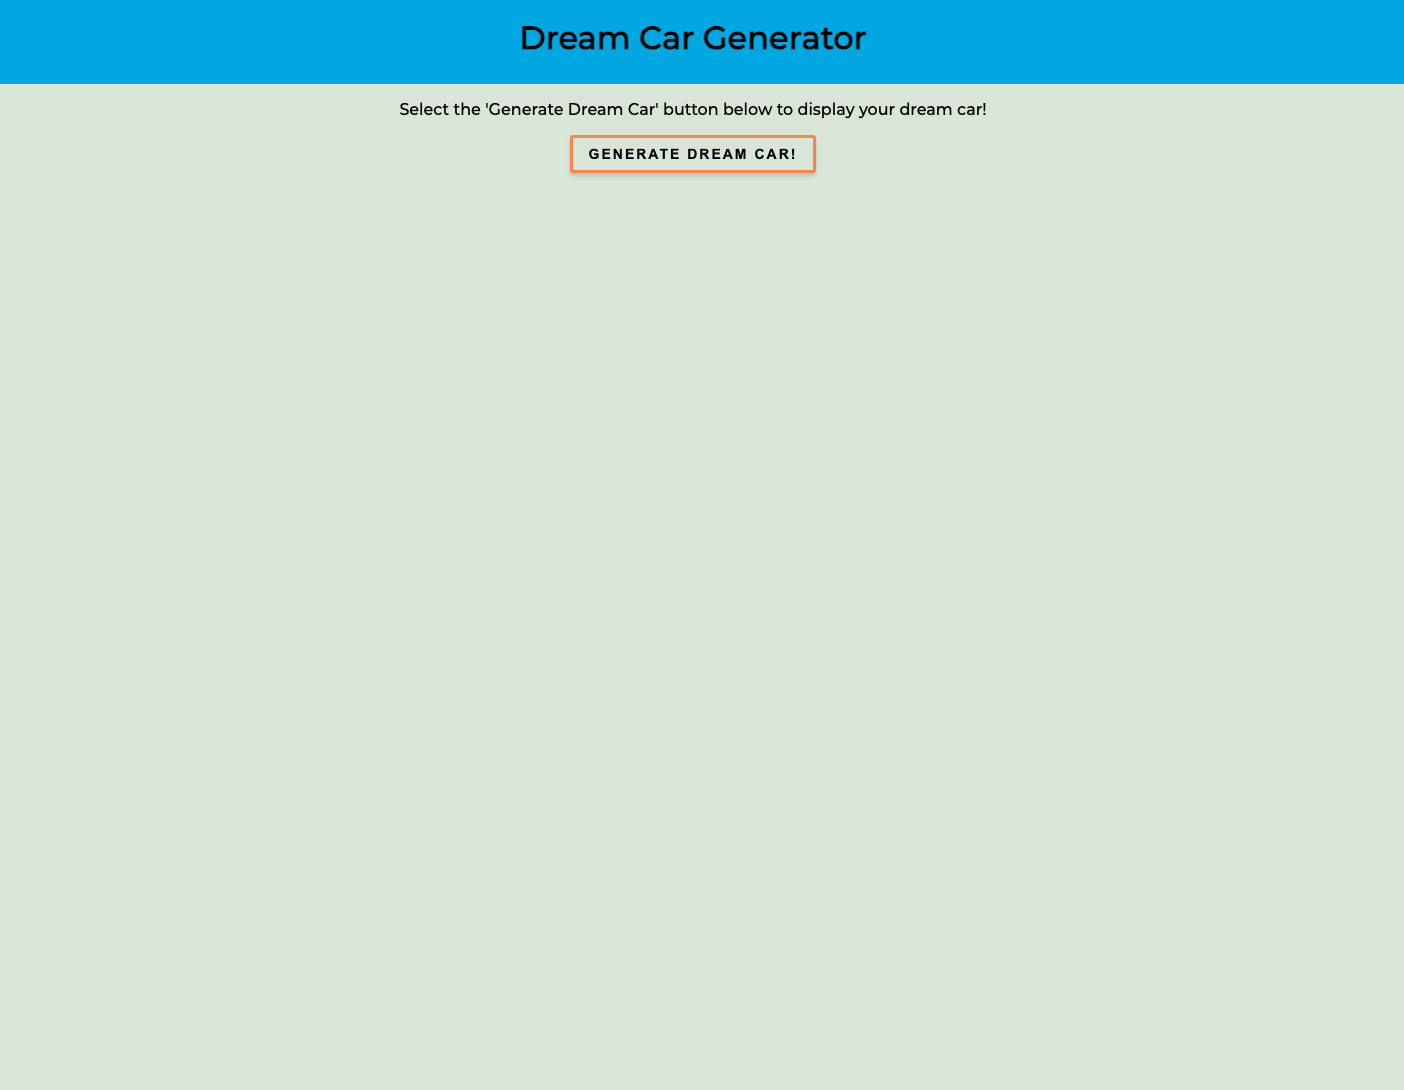 Dream Car Generator
Select the 'Generate Dream Car' button below to display your dream car!
GENERATE DREAM CAR!